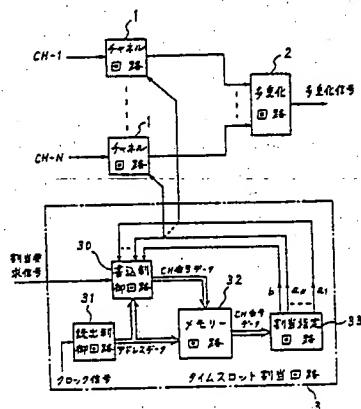 1
CH-1
チャネル
回路
2
多重化
回路
多重化信号
1
CH-N
チャネル
回路
30
割当要
求信号
書込制
御回路
CH番号データ
32
31
読出制
御回路
アドレスデータ
メモリー
回路
CH番号
データ
b
aN
a1
割当指定
回路
33
クロック信号
タイムスロット割当回路
3